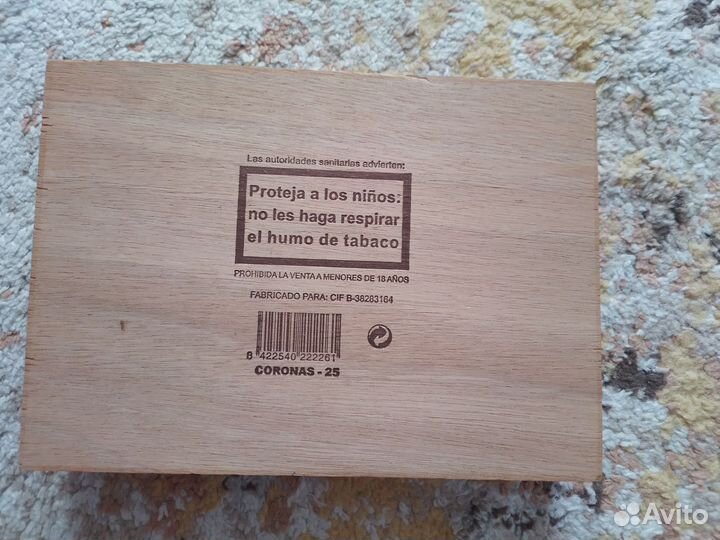 Las autoridades sanitarias advierten:
Proteja a los niños:
no les haga respirar
el humo de tabaco
PROHIBIDA LA VENTA A MENORES DE 18 AÑOS
FABRICADO PARA: CIF B-38283184
8 422540 222261
CORONAS - 25
Avito